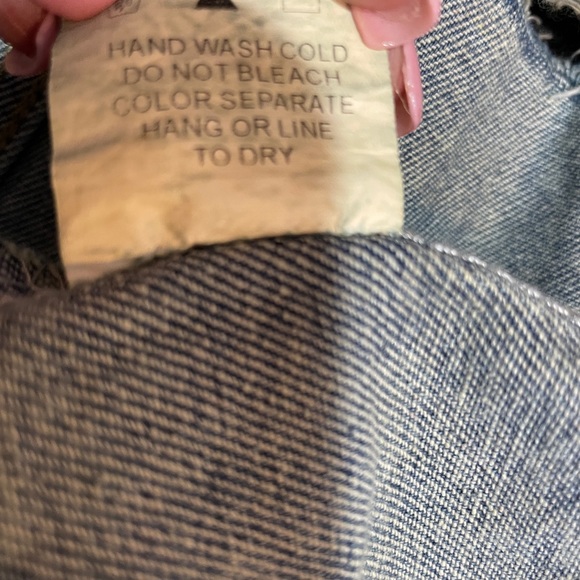 HAND WASH COLD
DO NOT BLEACH
COLOR SEPARATE
HANG OR LINE
TO DRY